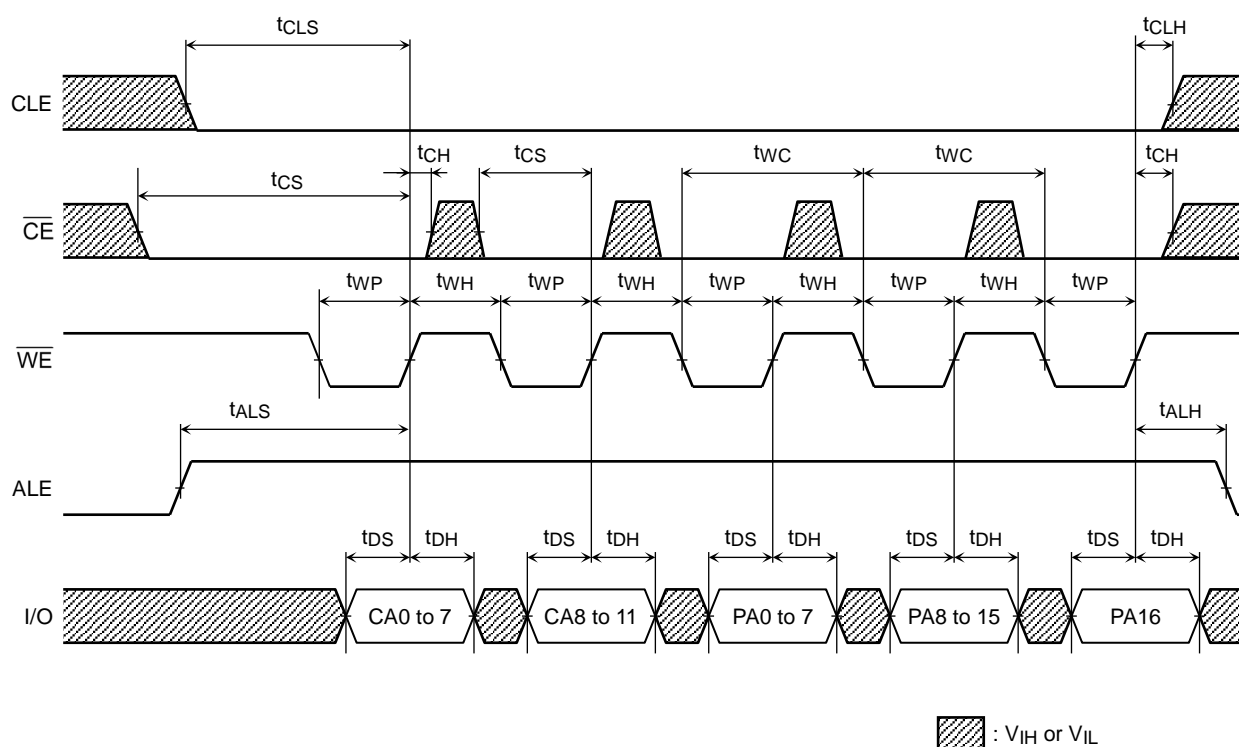 tCLS tCLH
CLE
tCH tCS tWC tWC tCH
tCS
CE
tWP tWH tWP tWH tWP tWH tWP tWH tWP
WE
tALS tALH
ALE
tDS tDH tDS tDH tDS tDH tDS tDH tDS tDH
I/O CA0 to 7 CA8 to 11 PA0 to 7 PA8 to 15 PA16
: VIH or VIL